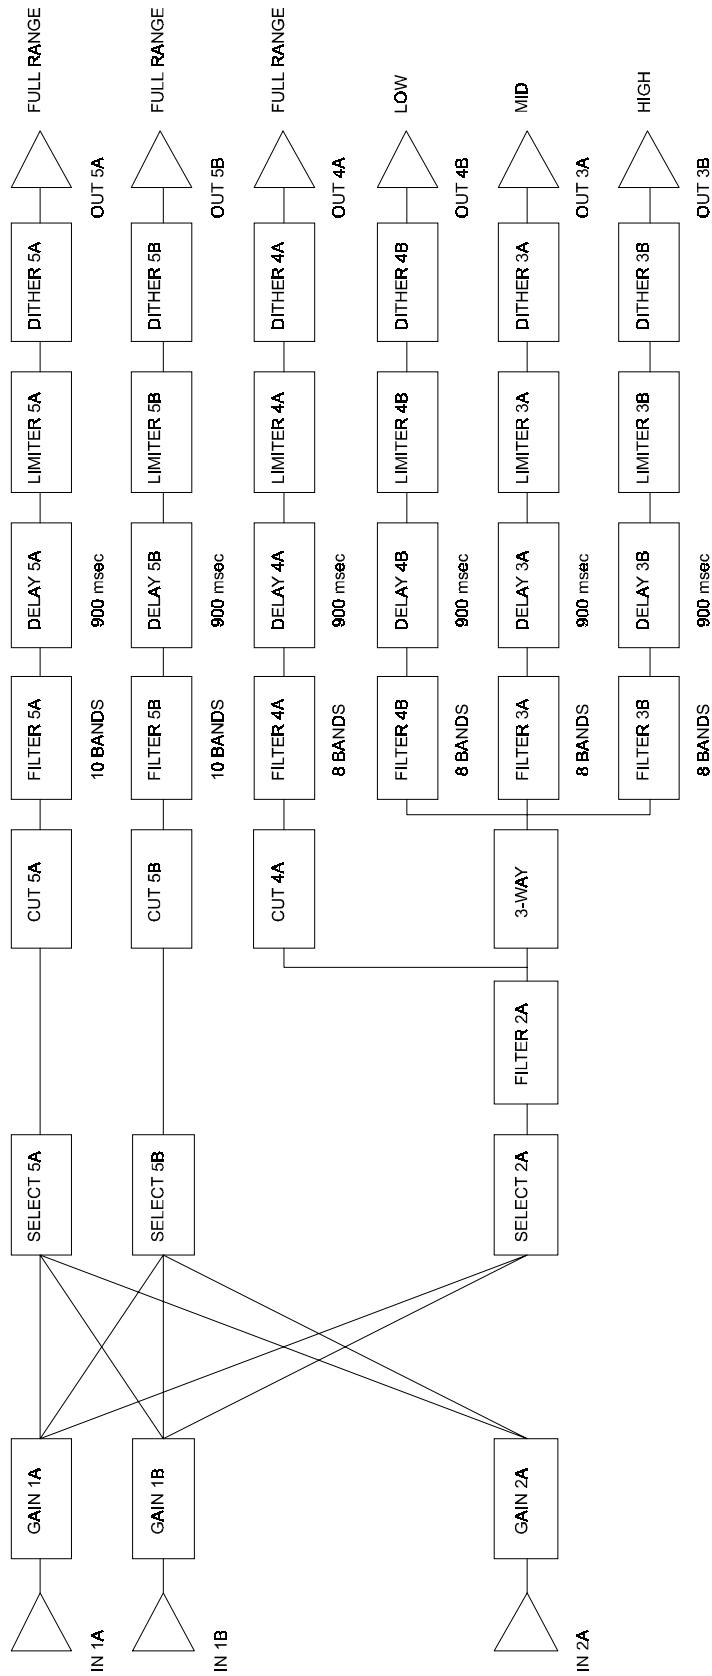 IN 1A
GAIN 1A
SELECT 5A
CUT 5A
FILTER 5A
10 BANDS
DELAY 5A
900 msec
LIMITER 5A
DITHER 5A
OUT 5A
FULL RANGE
IN 1B
GAIN 1B
SELECT 5B
CUT 5B
FILTER 5B
10 BANDS
DELAY 5B
900 msec
LIMITER 5B
DITHER 5B
OUT 5B
FULL RANGE
CUT 4A
FILTER 4A
8 BANDS
DELAY 4A
900 msec
LIMITER 4A
DITHER 4A
OUT 4A
FULL RANGE
FILTER 4B
8 BANDS
DELAY 4B
900 msec
LIMITER 4B
DITHER 4B
OUT 4B
LOW
IN 2A
GAIN 2A
SELECT 2A
FILTER 2A
3-WAY
FILTER 3A
8 BANDS
DELAY 3A
900 msec
LIMITER 3A
DITHER 3A
OUT 3A
MID
FILTER 3B
8 BANDS
DELAY 3B
900 msec
LIMITER 3B
DITHER 3B
OUT 3B
HIGH